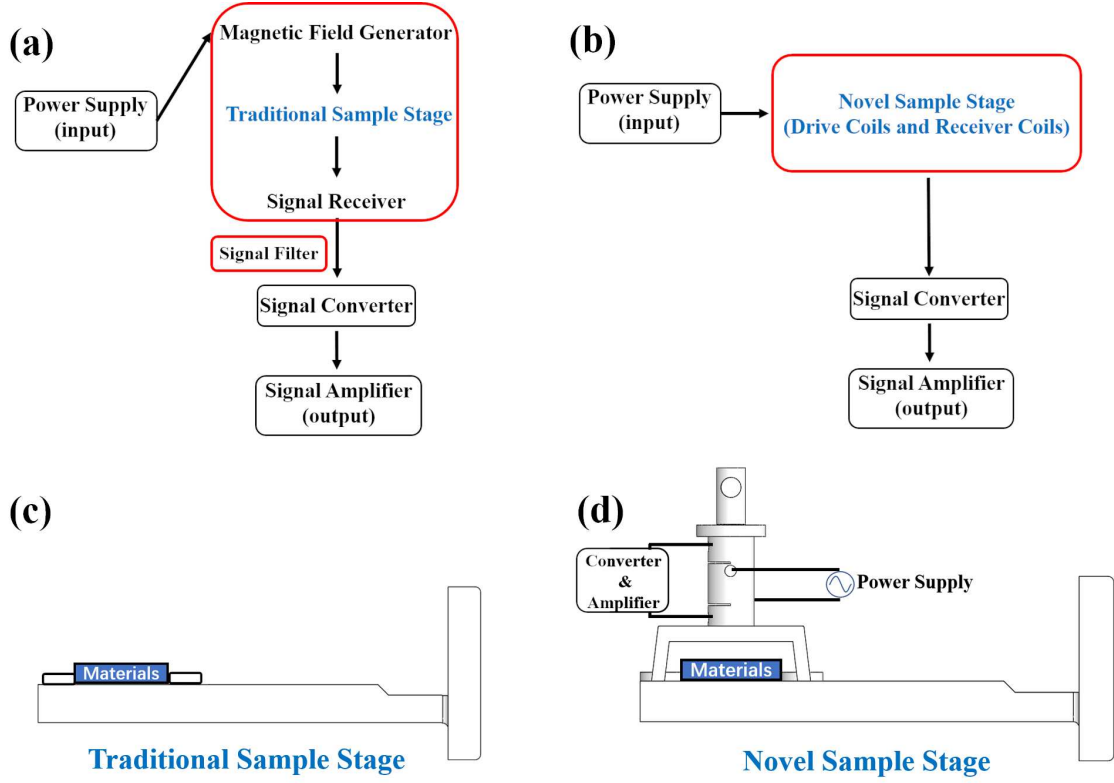 (a)
Magnetic Field Generator
Power Supply
(input)
Traditional Sample Stage
Signal Receiver
Signal Filter
Signal Converter
Signal Amplifier
(output)
(b)
Power Supply
(input)
Novel Sample Stage
(Drive Coils and Receiver Coils)
Signal Converter
Signal Amplifier
(output)
(c)
Materials
Traditional Sample Stage
(d)
Converter
&
Amplifier
Power Supply
Materials
Novel Sample Stage